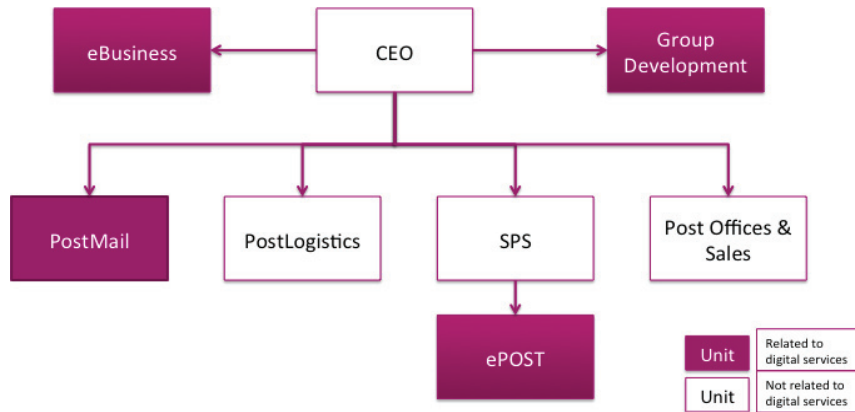 eBusiness
CEO
Group
Development
PostMail
PostLogistics
SPS
Post Offices &
Sales
ePOST
Unit
Related to
digital services
Unit
Not related to
digital services